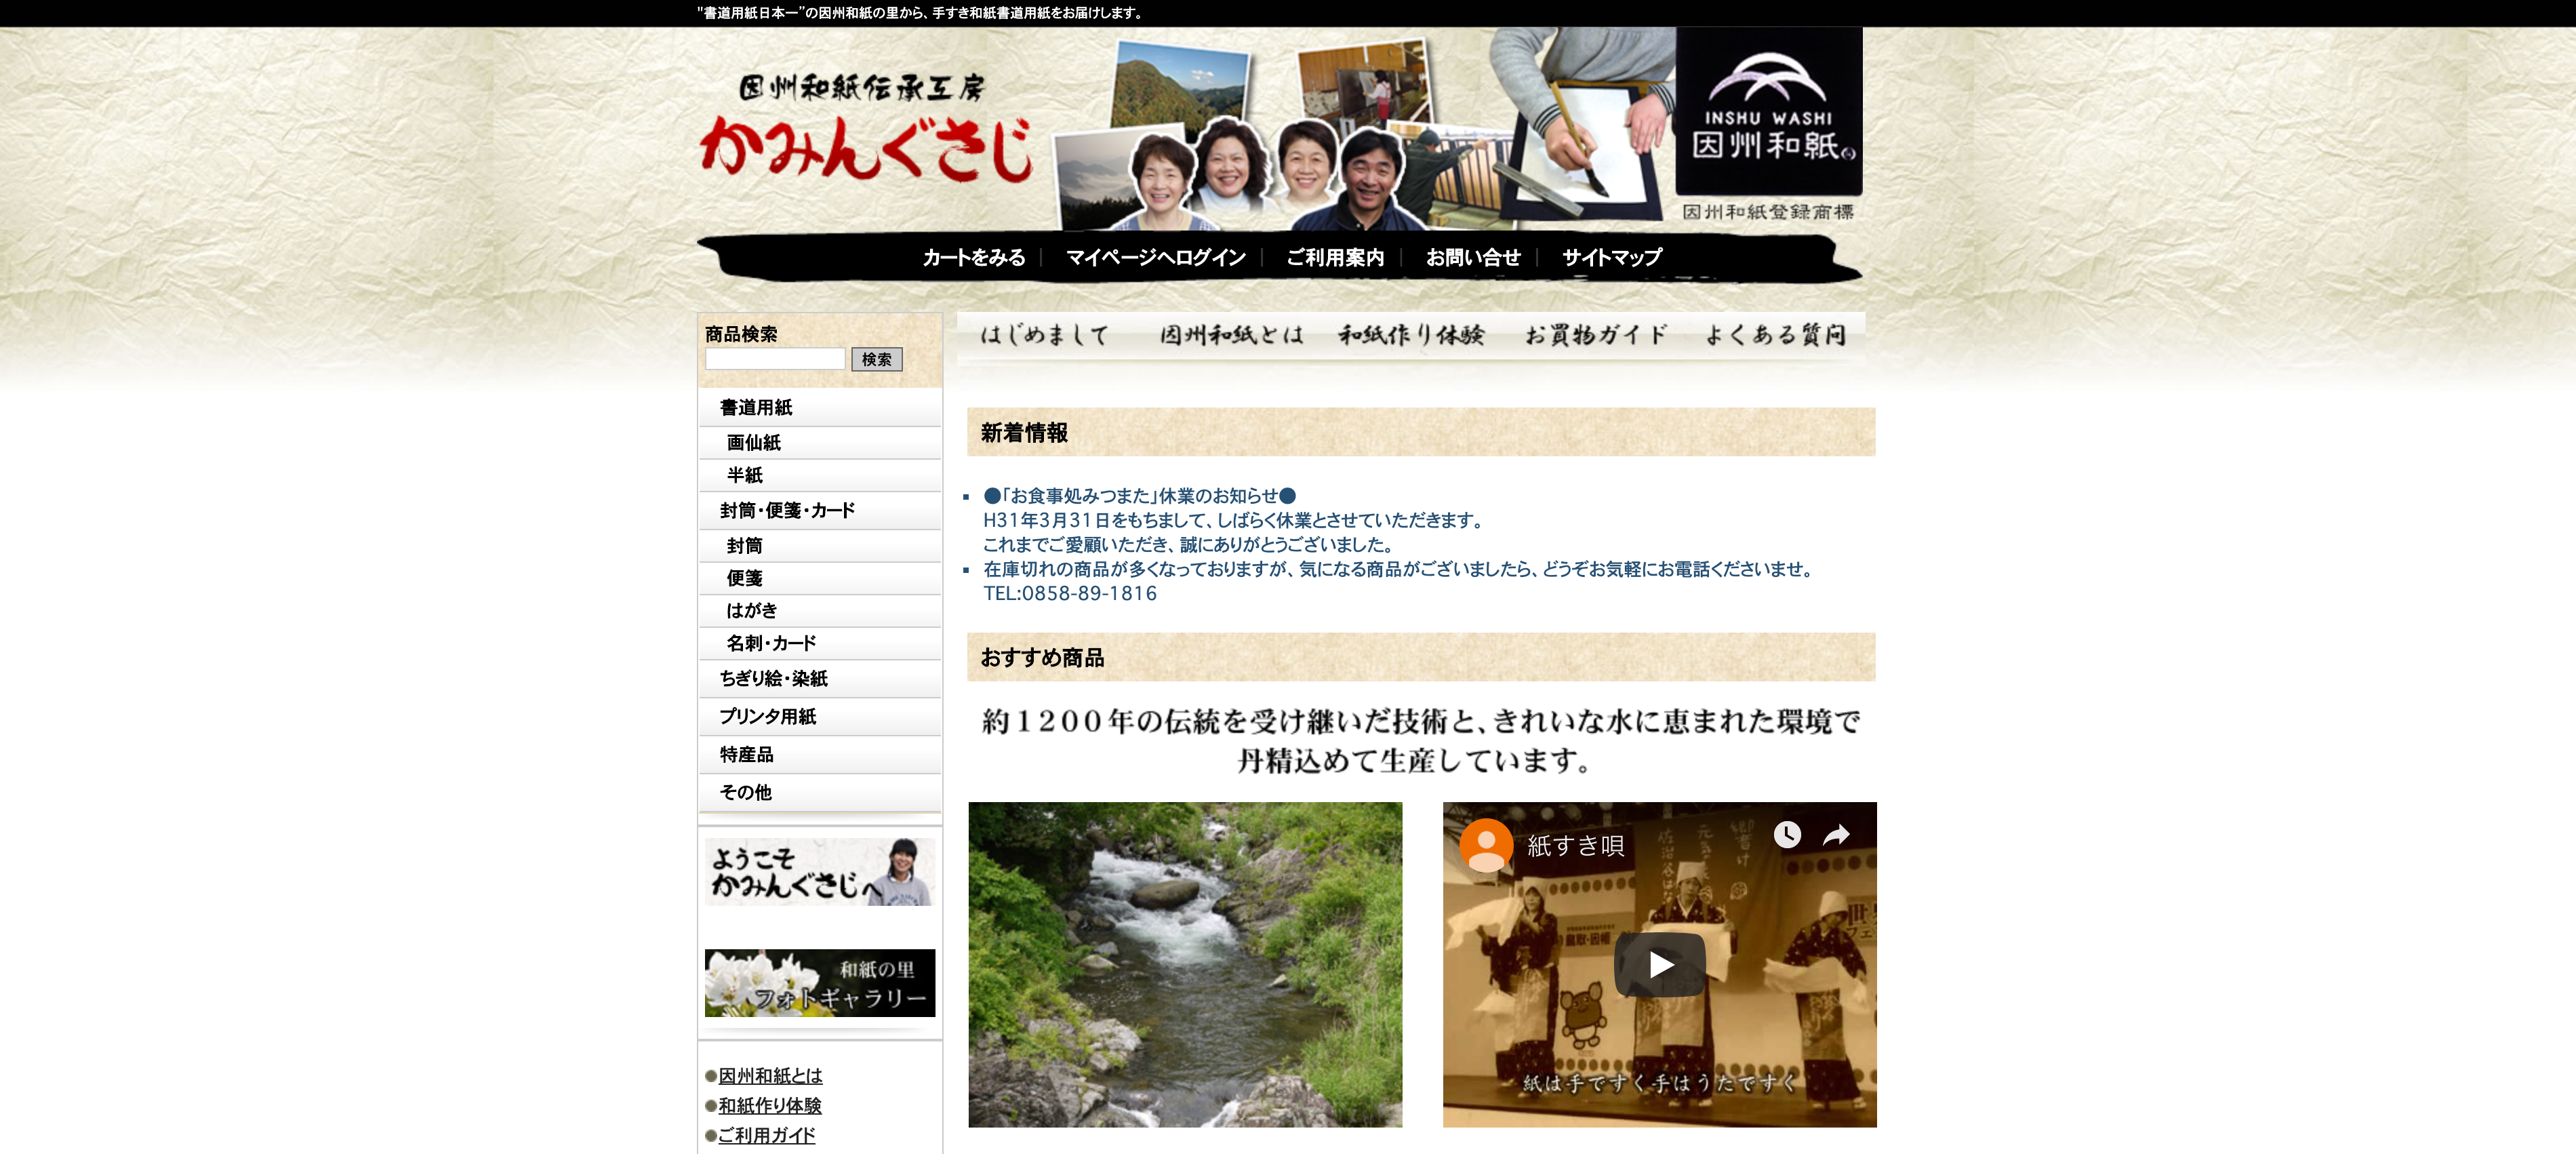 "書道用紙日本一"の因州和紙の里から、手すき和紙書道用紙をお届けします。
因州和紙伝承工房
かみんぐさじ
INSHU WASHI
因州和紙
因州和紙登録商標
カートをみる
マイページへログイン
ご利用案内
お問い合せ
サイトマップ
商品検索
検索
書道用紙
画仙紙
半紙
封筒・便箋・カード
封筒
便箋
はがき
名刺・カード
ちぎり絵・染紙
プリンタ用紙
特産品
その他
ようこそ
かみんぐさじへ
和紙の里
フォトギャラリー
●因州和紙とは
●和紙作り体験
●ご利用ガイド
はじめまして
因州和紙とは
和紙作り体験
お買物ガイド
よくある質問
新着情報
●「お食事処みつまた」休業のお知らせ●
H31年3月31日をもちまして、しばらく休業とさせていただきます。
これまでご愛顧いただき、誠にありがとうございました。
在庫切れの商品が多くなっておりますが、気になる商品がございましたら、どうぞお気軽にお電話くださいませ。
TEL:0858-89-1816
おすすめ商品
約1200年の伝統を受け継いだ技術と、きれいな水に恵まれた環境で
丹精込めて生産しています。
紙すき唄
紙は手ですく手はうたですく